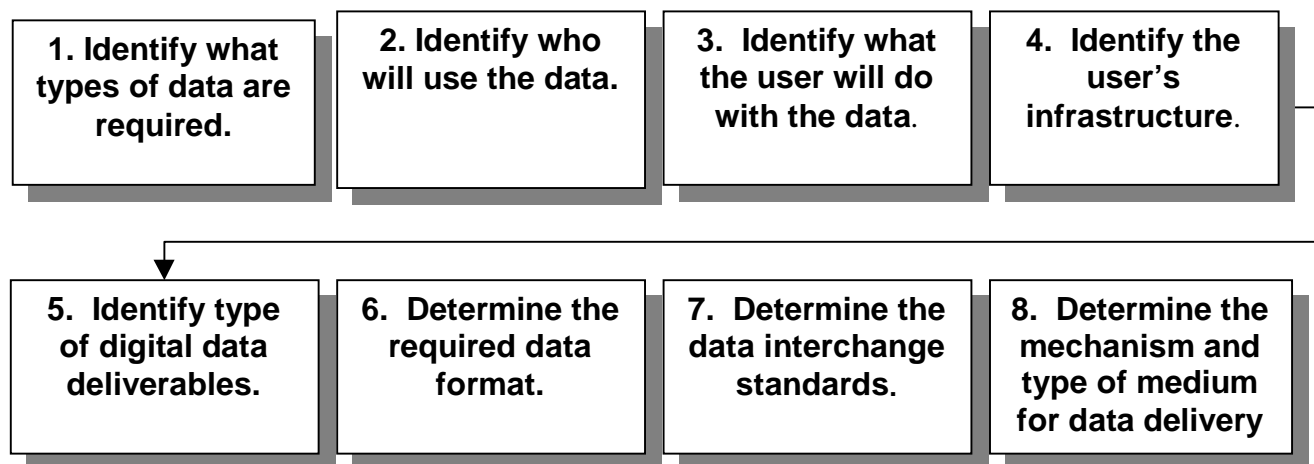 1. Identify what
types of data are
required.
2. Identify who
will use the data.
3. Identify what
the user will do
with the data.
4. Identify the
user's
infrastructure.
5. Identify type
of digital data
deliverables.
6. Determine the
required data
format.
7. Determine the
data interchange
standards.
8. Determine the
mechanism and
type of medium
for data delivery